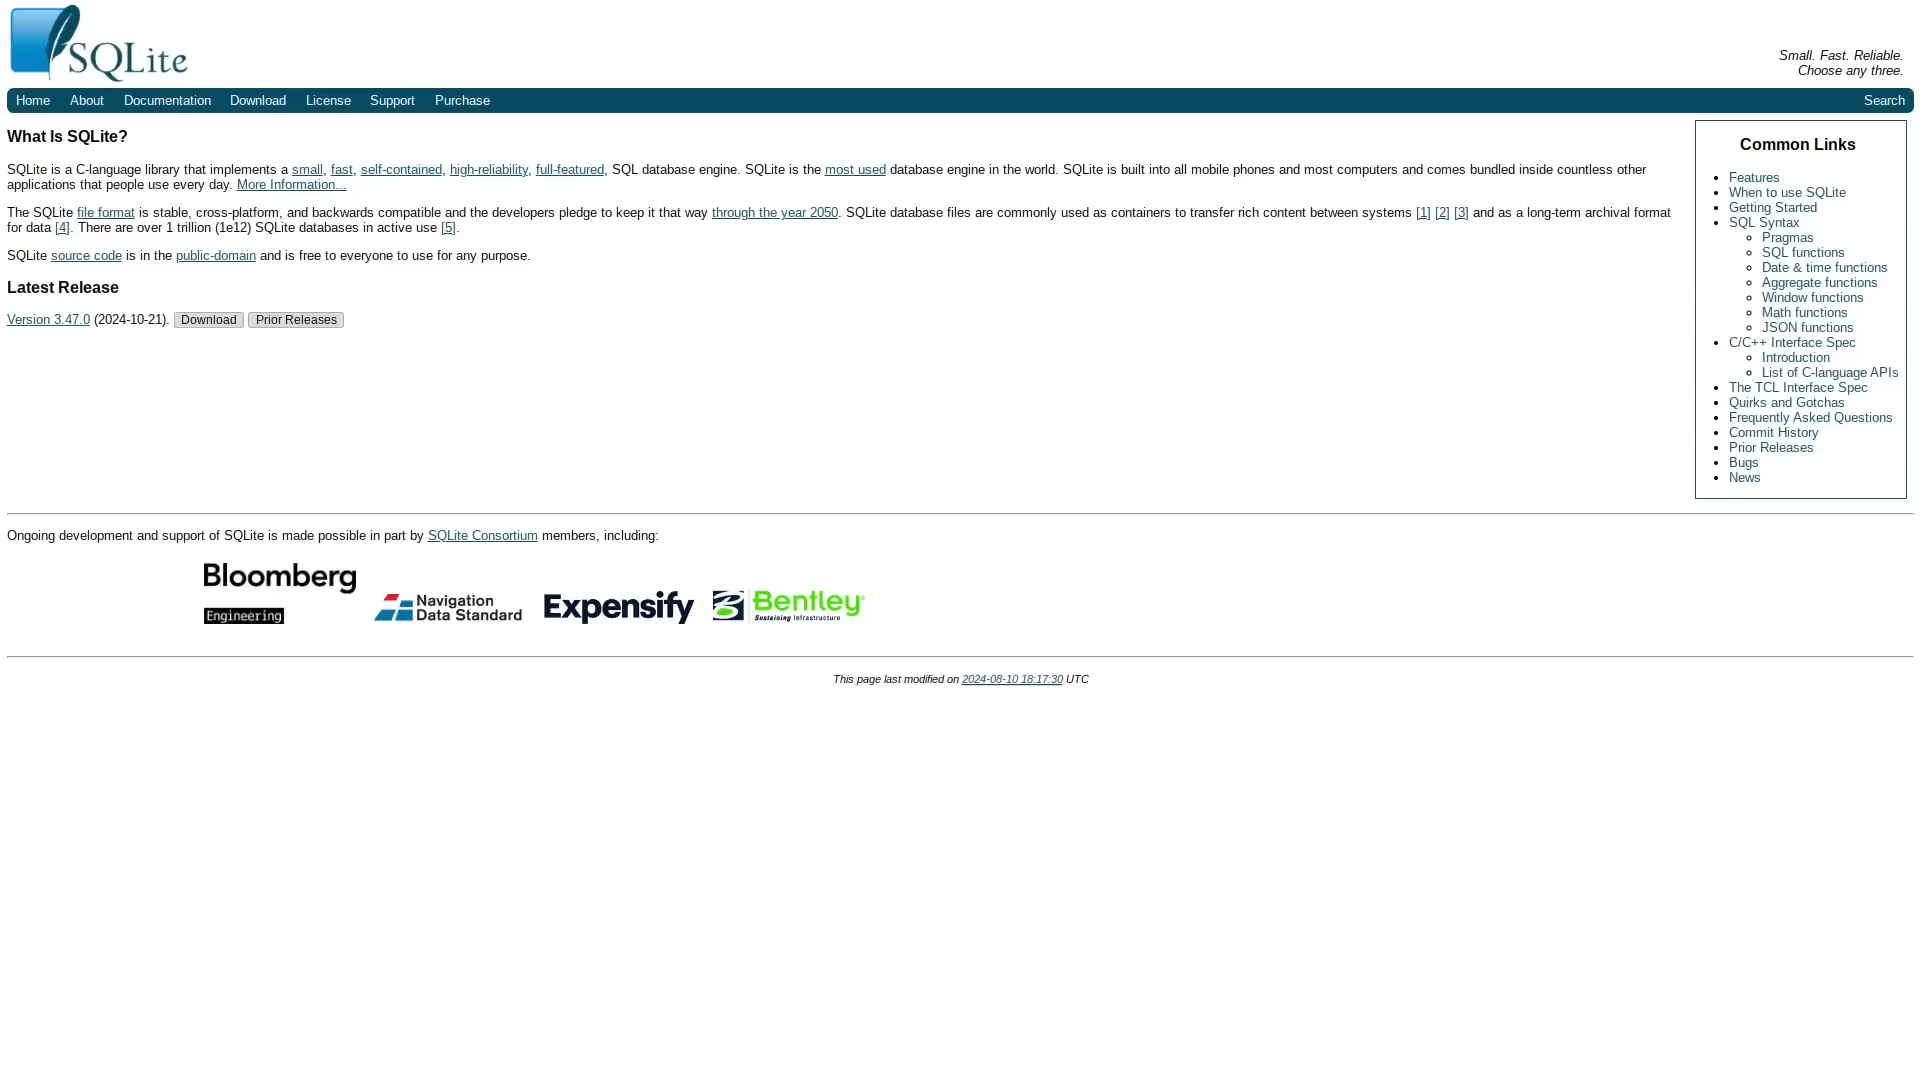 SQLite
Small. Fast. Reliable.
Choose any three.
Home About Documentation Download License Support Purchase Search
What Is SQLite?
SQLite is a C-language library that implements a small, fast, self-contained, high-reliability, full-featured, SQL database engine. SQLite is the most used database engine in the world. SQLite is built into all mobile phones and most computers and comes bundled inside countless other
applications that people use every day. More Information...
The SQLite file format is stable, cross-platform, and backwards compatible and the developers pledge to keep it that way through the year 2050. SQLite database files are commonly used as containers to transfer rich content between systems [1] [2] [3] and as a long-term archival format
for data [4]. There are over 1 trillion (1e12) SQLite databases in active use [5].
SQLite source code is in the public-domain and is free to everyone to use for any purpose.
Latest Release
Version 3.47.0 (2024-10-21). Download Prior Releases
Common Links
Features
When to use SQLite
Getting Started
SQL Syntax
Pragmas
SQL functions
Date & time functions
Aggregate functions
Window functions
Math functions
JSON functions
C/C++ Interface Spec
Introduction
List of C-language APIs
The TCL Interface Spec
Quirks and Gotchas
Frequently Asked Questions
Commit History
Prior Releases
Bugs
News
Ongoing development and support of SQLite is made possible in part by SQLite Consortium members, including:
Bloomberg
Engineering
Navigation
Data Standard
Expensify
Bentley®
Sustaining Infrastructure
This page last modified on 2024-08-10 18:17:30 UTC